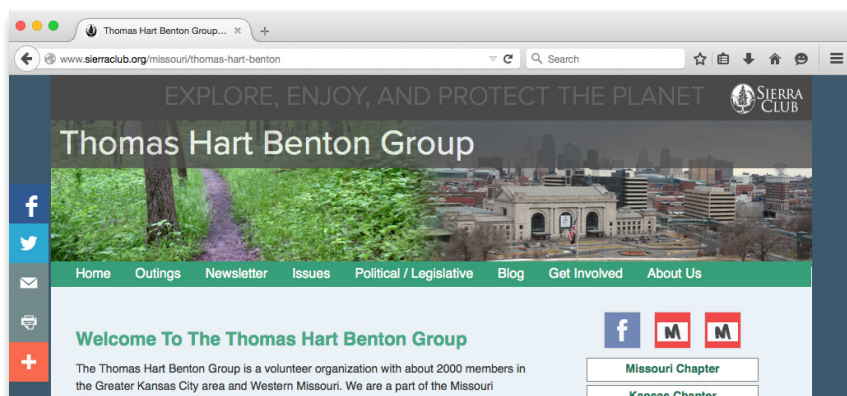 Thomas Hart Benton Group...
www.sierraclub.org/missouri/thomas-hart-benton
Search
EXPLORE, ENJOY, AND PROTECT THE PLANET
SIERRA
CLUB
Thomas Hart Benton Group
Home Outings Newsletter Issues Political / Legislative Blog Get Involved About Us
Welcome To The Thomas Hart Benton Group
The Thomas Hart Benton Group is a volunteer organization with about 2000 members in
the Greater Kansas City area and Western Missouri. We are a part of the Missouri
f
M
M
Missouri Chapter
Kansas Chapter